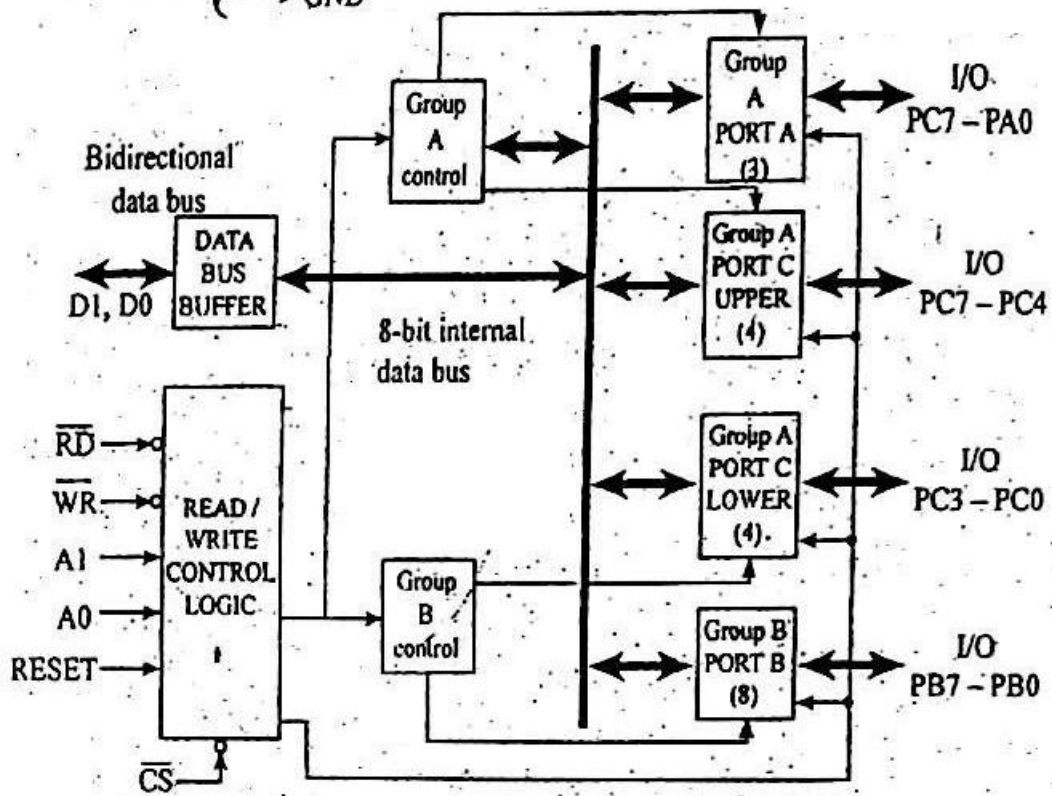 GND
Group
A
control
Group
A
PORT A
(3)
I/O
PC7 – PA0
Bidirectional
data bus
DATA
BUS
BUFFER
D1, D0
8-bit internal
data bus
Group A
PORT C
UPPER
(4)
I/O
PC7 – PC4
RD
WR
A1
A0
RESET
CS
READ /
WRITE
CONTROL
LOGIC
Group
B
control
Group A
PORT C
LOWER
(4)
I/O
PC3 – PC0
Group B
PORT B
(8)
I/O
PB7 – PB0